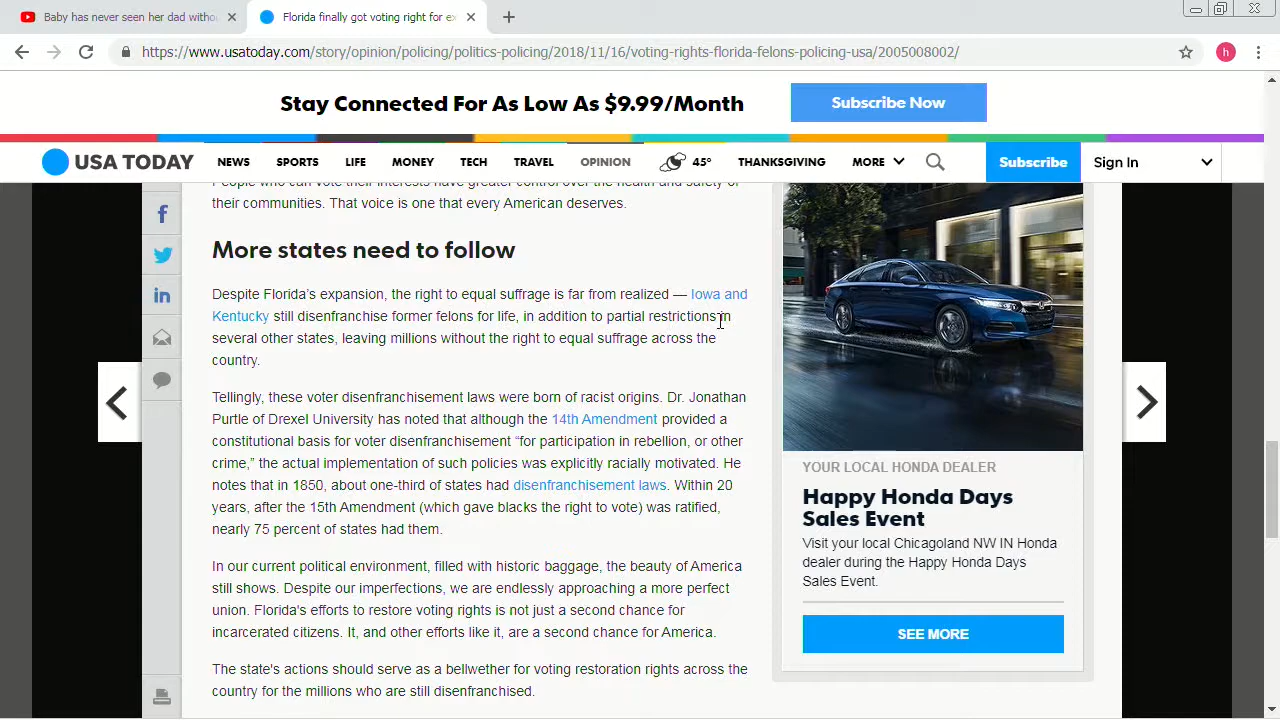 Baby has never seen her dad witho
Florida finally got voting right for ex
https://www.usatoday.com/story/opinion/policing/politics-policing/2018/11/16/voting-rights-florida-felons-policing-usa/2005008002/
h
Stay Connected For As Low As $9.99/Month
Subscribe Now
USA TODAY
NEWS
SPORTS
LIFE
MONEY
TECH
TRAVEL
OPINION
45°
THANKSGIVING
MORE
Subscribe
Sign In
People who can vote their interests have greater control over the health and safety of
their communities. That voice is one that every American deserves.
More states need to follow
Despite Florida's expansion, the right to equal suffrage is far from realized — Iowa and
Kentucky still disenfranchise former felons for life, in addition to partial restrictions in
several other states, leaving millions without the right to equal suffrage across the
country.
Tellingly, these voter disenfranchisement laws were born of racist origins. Dr. Jonathan
Purtle of Drexel University has noted that although the 14th Amendment provided a
constitutional basis for voter disenfranchisement “for participation in rebellion, or other
crime,” the actual implementation of such policies was explicitly racially motivated. He
notes that in 1850, about one-third of states had disenfranchisement laws. Within 20
years, after the 15th Amendment (which gave blacks the right to vote) was ratified,
nearly 75 percent of states had them.
In our current political environment, filled with historic baggage, the beauty of America
still shows. Despite our imperfections, we are endlessly approaching a more perfect
union. Florida's efforts to restore voting rights is not just a second chance for
incarcerated citizens. It, and other efforts like it, are a second chance for America.
The state's actions should serve as a bellwether for voting restoration rights across the
country for the millions who are still disenfranchised.
YOUR LOCAL HONDA DEALER
Happy Honda Days
Sales Event
Visit your local Chicagoland NW IN Honda
dealer during the Happy Honda Days
Sales Event.
SEE MORE